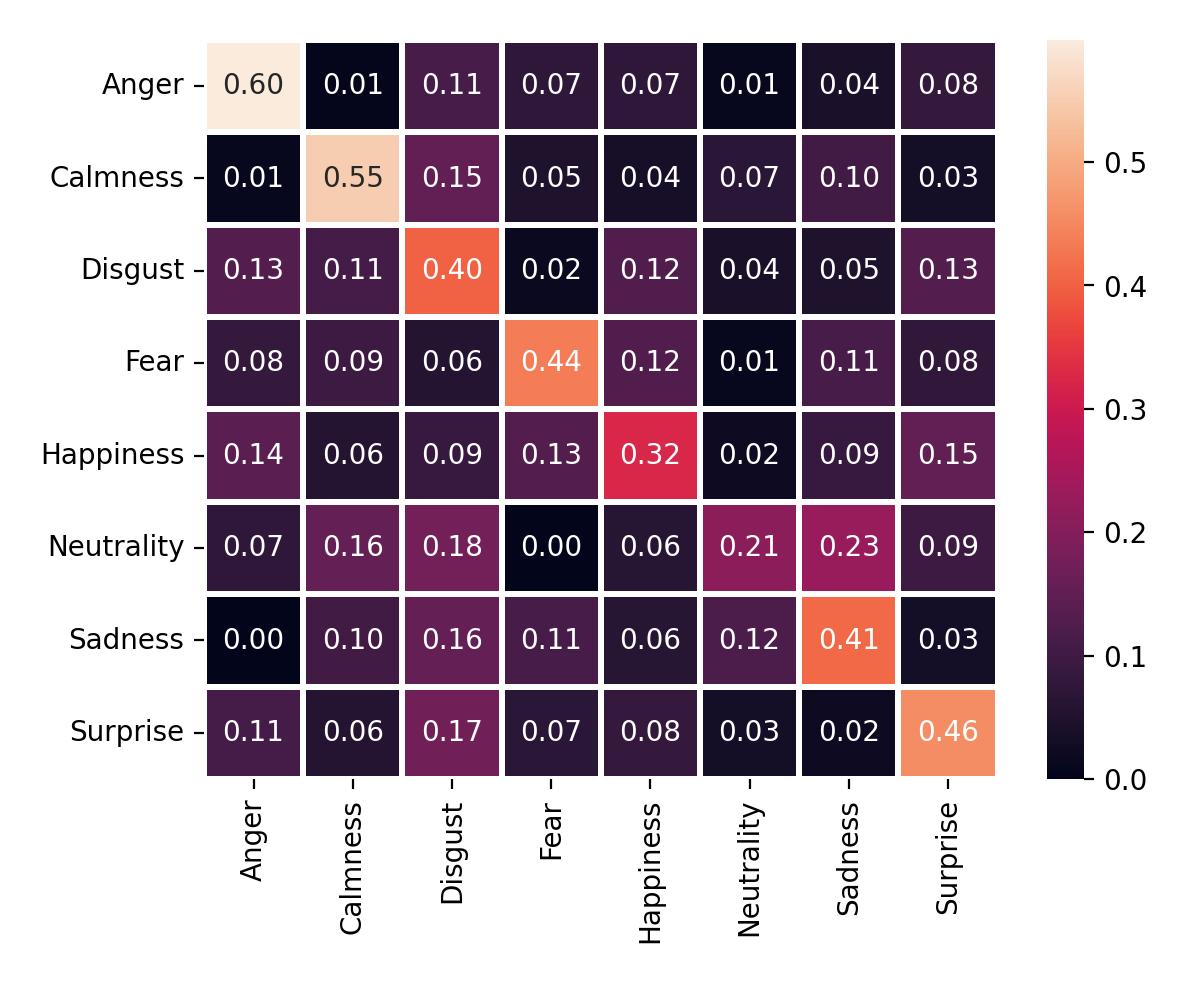 Anger 0.60 0.01 0.11 0.07 0.07 0.01 0.04 0.08
Calmness 0.01 0.55 0.15 0.05 0.04 0.07 0.10 0.03
Disgust 0.13 0.11 0.40 0.02 0.12 0.04 0.05 0.13
Fear 0.08 0.09 0.06 0.44 0.12 0.01 0.11 0.08
Happiness 0.14 0.06 0.09 0.13 0.32 0.02 0.09 0.15
Neutrality 0.07 0.16 0.18 0.00 0.06 0.21 0.23 0.09
Sadness 0.00 0.10 0.16 0.11 0.06 0.12 0.41 0.03
Surprise 0.11 0.06 0.17 0.07 0.08 0.03 0.02 0.46
Anger Calmness Disgust Fear Happiness Neutrality Sadness Surprise
0.5
0.4
0.3
0.2
0.1
0.0